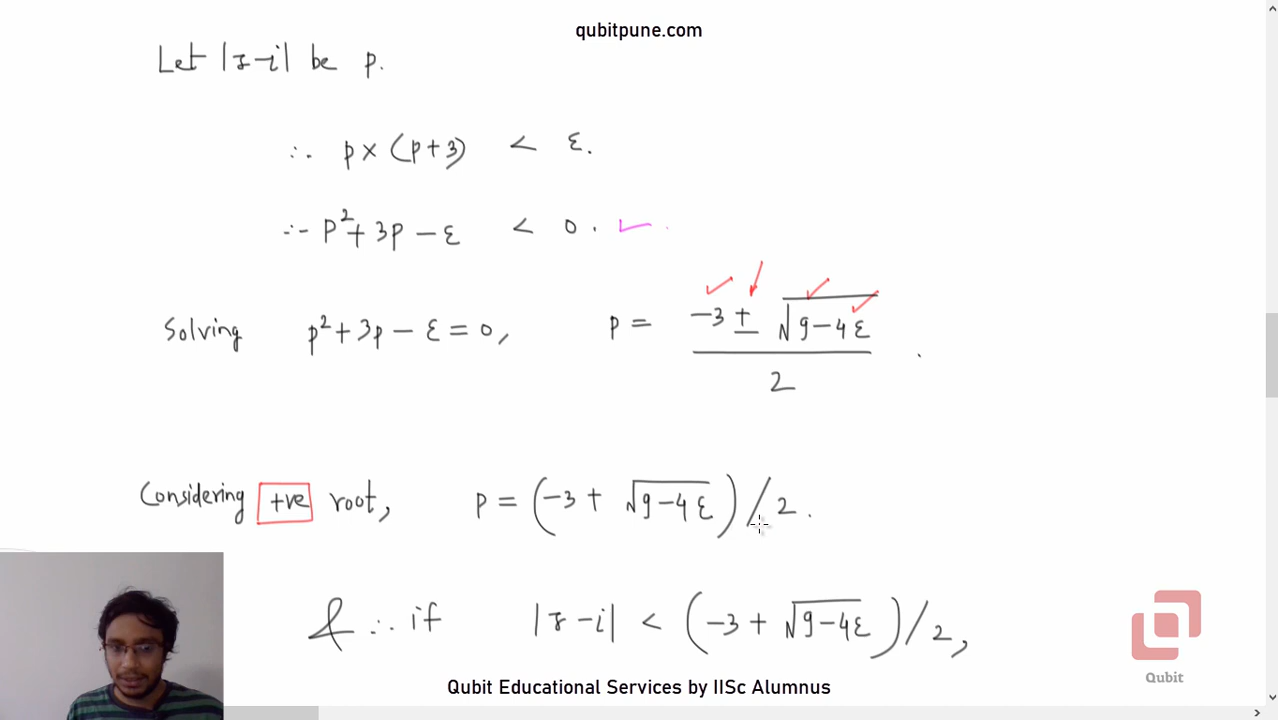 qubitpune.com
Let |z-i| be p.
∴ p× (p+3) < ε.
∴ p²+3p-ε < 0.
Solving p²+3p-ε=0, p= (-3 ± √9-4ε) / 2 .
Considering +ve root, p = (-3 + √9-4ε) / 2 .
& ∴ if |z-i| < (-3 + √9-4ε) / 2 ,
Qubit
Qubit Educational Services by IISc Alumnus